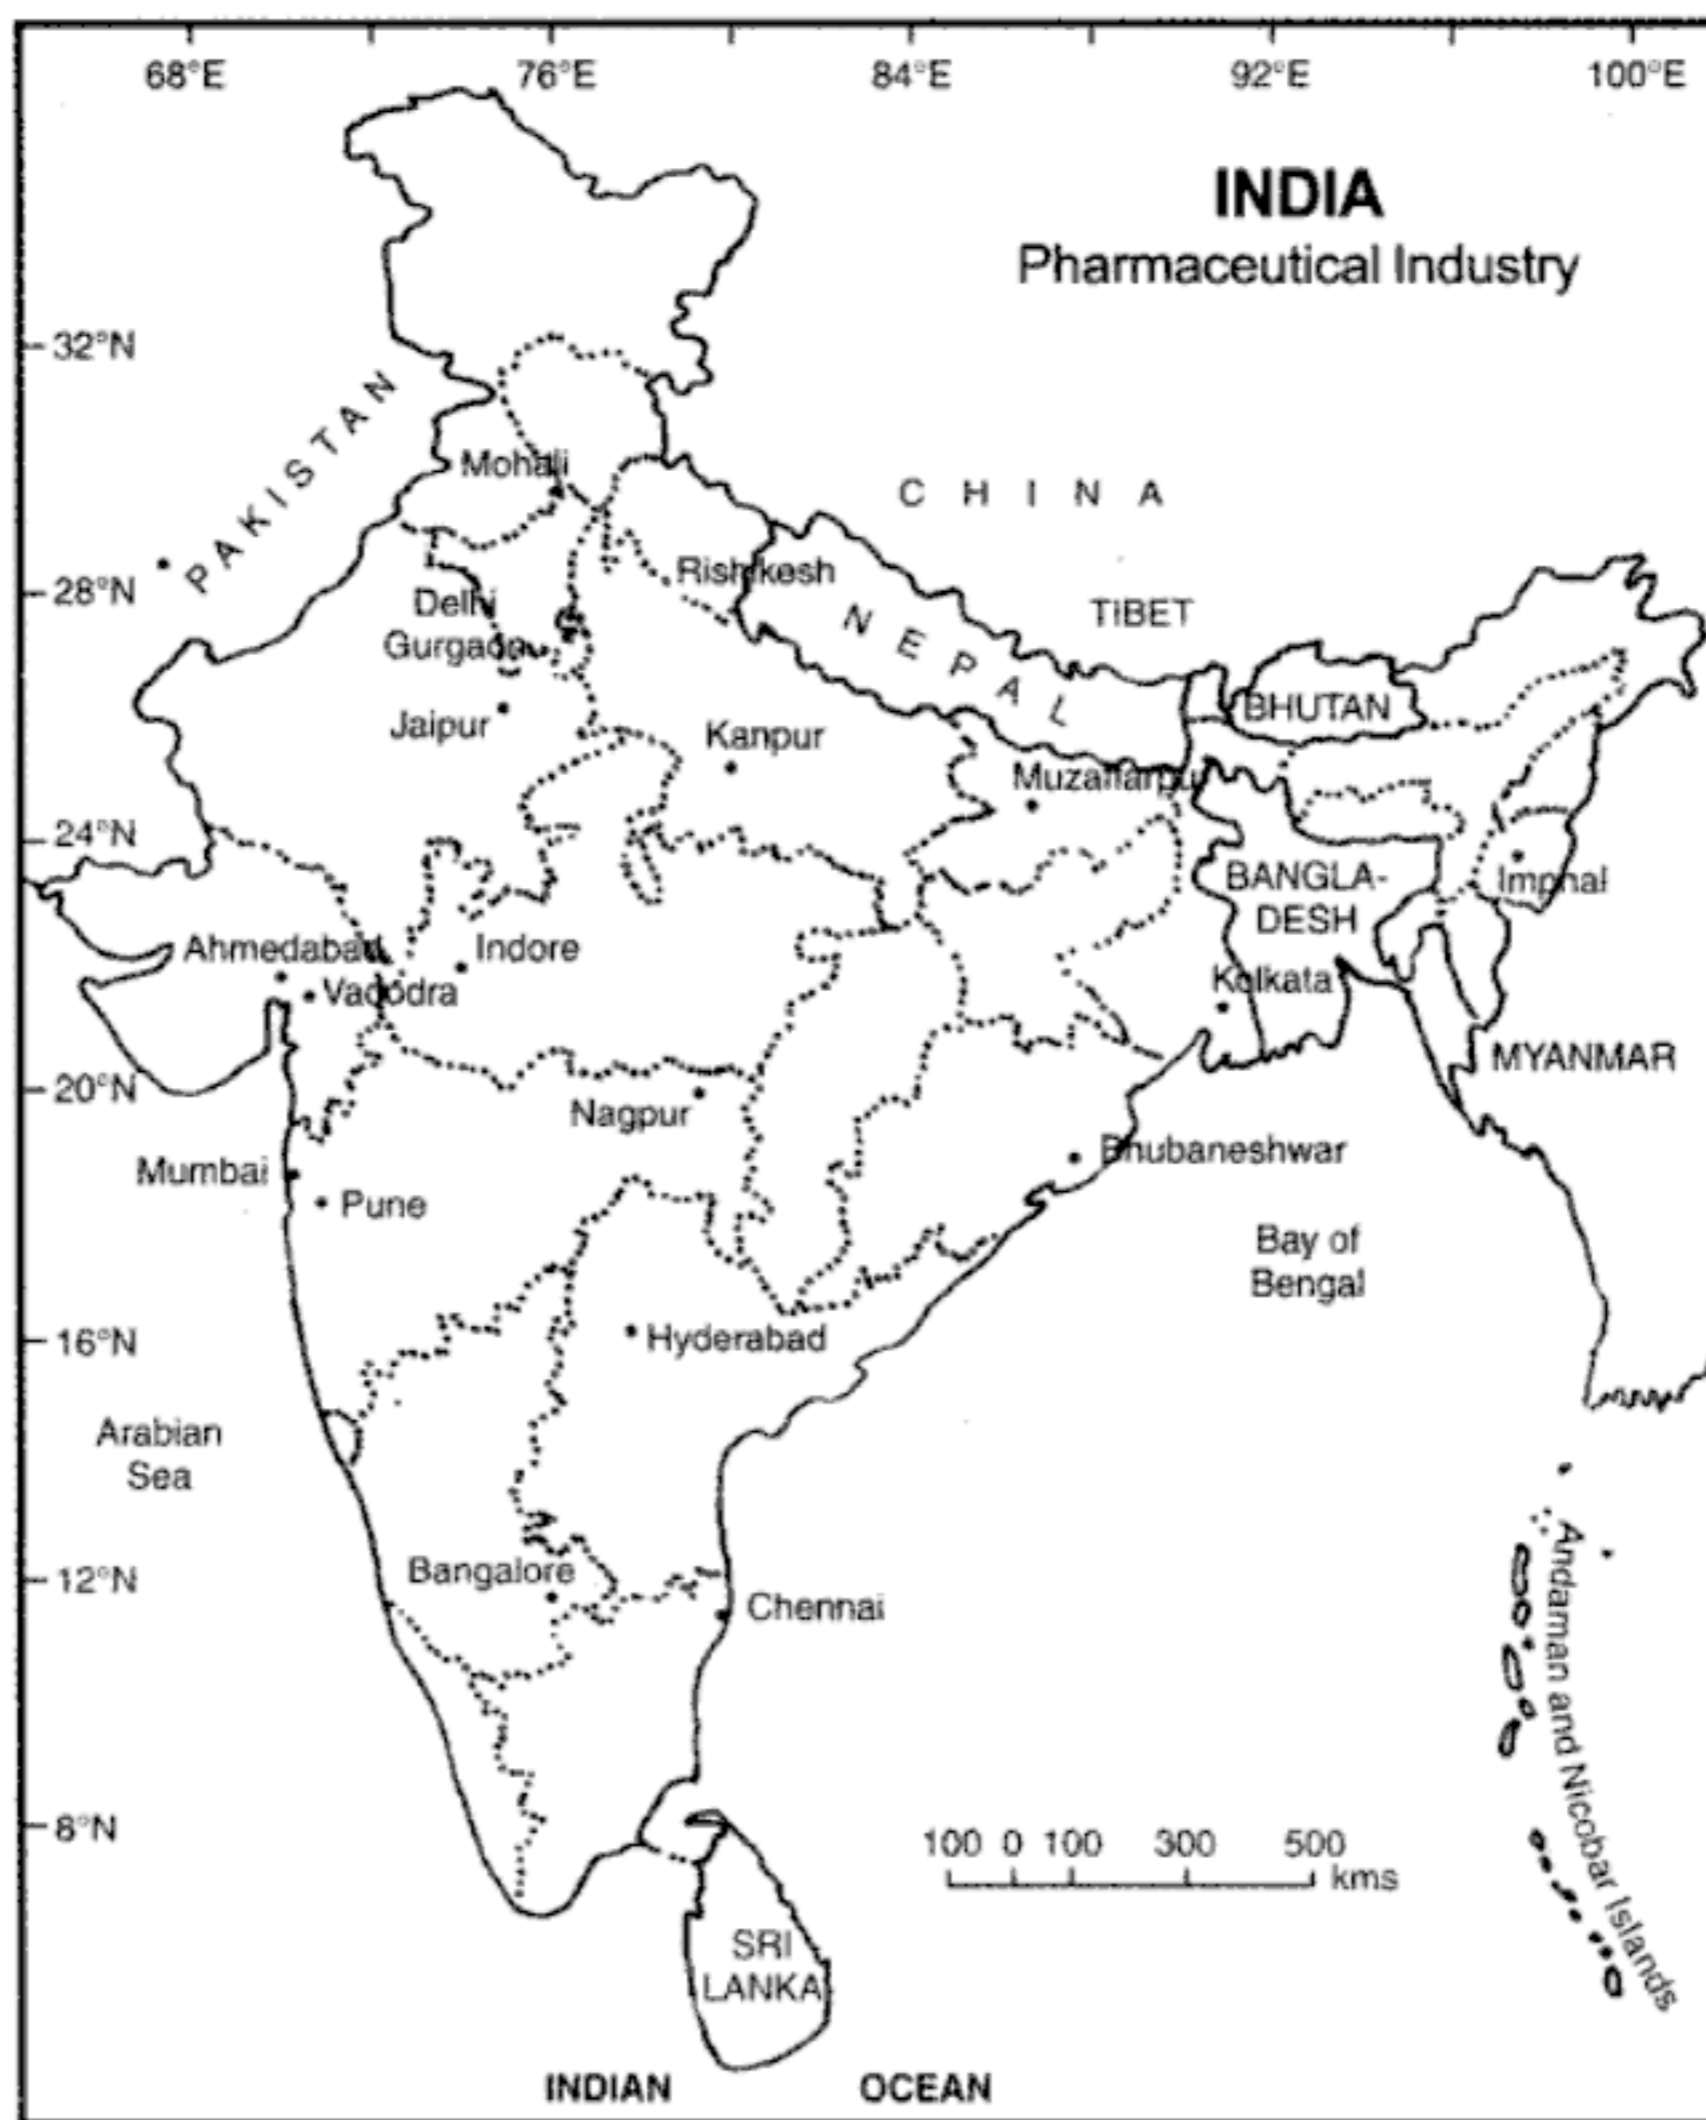 68°E 76°E 84°E 92°E 100°E
INDIA
Pharmaceutical Industry
32°N
PAKISTAN
Mohali
CHINA
28°N
Rishikesh
Delhi
NEPAL
TIBET
Gurgaon
Jaipur
Kanpur
BHUTAN
Muzaffarpur
24°N
BANGLA-
DESH
Imphal
Ahmedabad
Indore
Vadodra
Kolkata
20°N
MYANMAR
Nagpur
Mumbai
Bhubaneshwar
Pune
Bay of
Bengal
16°N
Hyderabad
Arabian
Sea
12°N
Bangalore
Chennai
Andaman and Nicobar Islands
8°N
100 0 100 300 500
kms
SRI
LANKA
INDIAN OCEAN